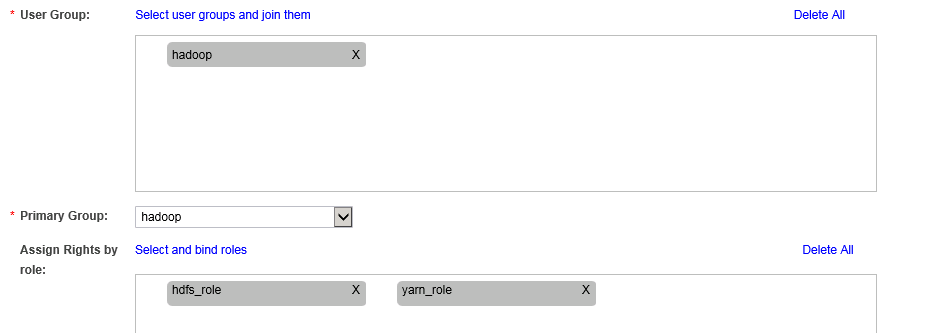 * User Group: Select user groups and join them Delete All
hadoop X
* Primary Group: hadoop
Assign Rights by role: Select and bind roles Delete All
hdfs_role X yarn_role X